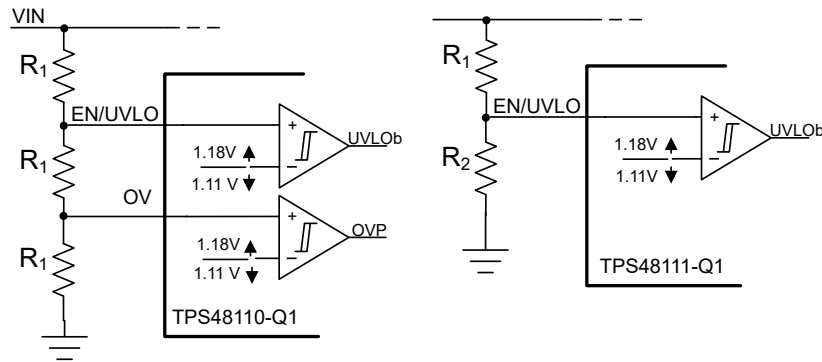 VIN
R1
EN/UVLO
1.18V
1.11 V
+
−
UVLOb
R1
OV
1.18V
1.11 V
+
−
OVP
R1
TPS48110-Q1
R1
EN/UVLO
1.18V
1.11V
+
−
UVLOb
R2
TPS48111-Q1